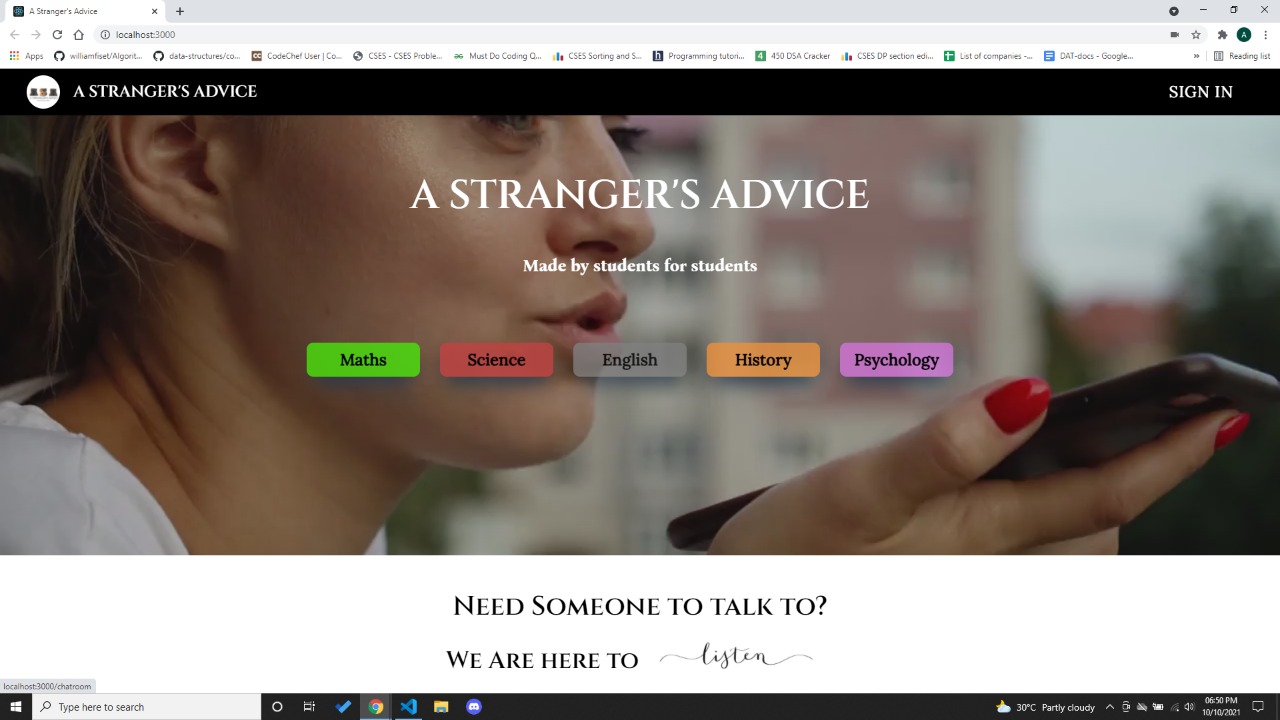 A Stranger's Advice
localhost:3000
Apps
williamfiset/Algorit...
data-structures/co...
CodeChef User | Co...
CSES - CSES Proble...
Must Do Coding Q...
CSES Sorting and S...
Programming tutori...
450 DSA Cracker
CSES DP section edi...
List of companies -...
DAT-docs - Google...
»
Reading list
A STRANGER'S ADVICE
SIGN IN
A STRANGER'S ADVICE
Made by students for students
Maths
Science
English
History
Psychology
Need Someone to talk to?
We Are here to listen
localhost:3000/chatroom
Type here to search
30°C Partly cloudy
06:50 PM
10/10/2021